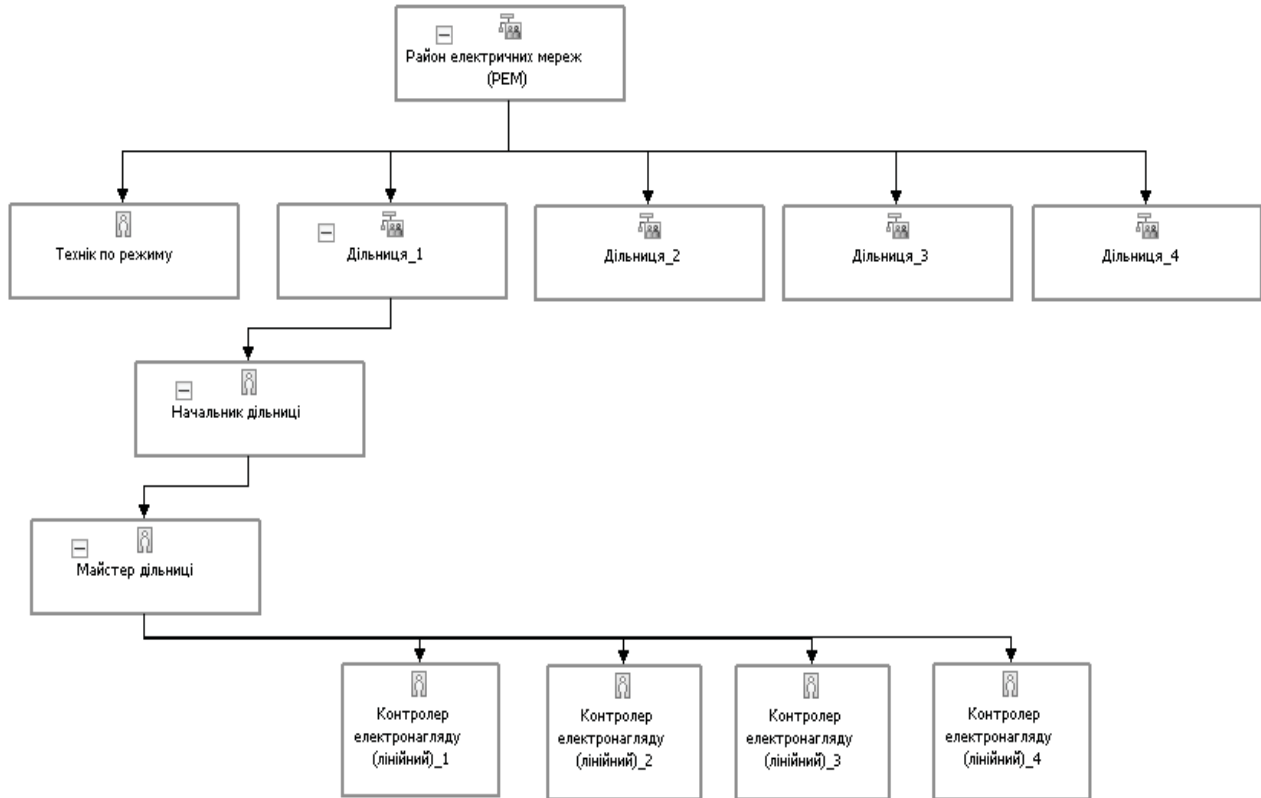 Район електричних мереж
(РЕМ)
Технік по режиму
Дільниця_1
Дільниця_2
Дільниця_3
Дільниця_4
Начальник дільниці
Майстер дільниці
Контролер
електронагляду
(лінійний)_1
Контролер
електронагляду
(лінійний)_2
Контролер
електронагляду
(лінійний)_3
Контролер
електронагляду
(лінійний)_4